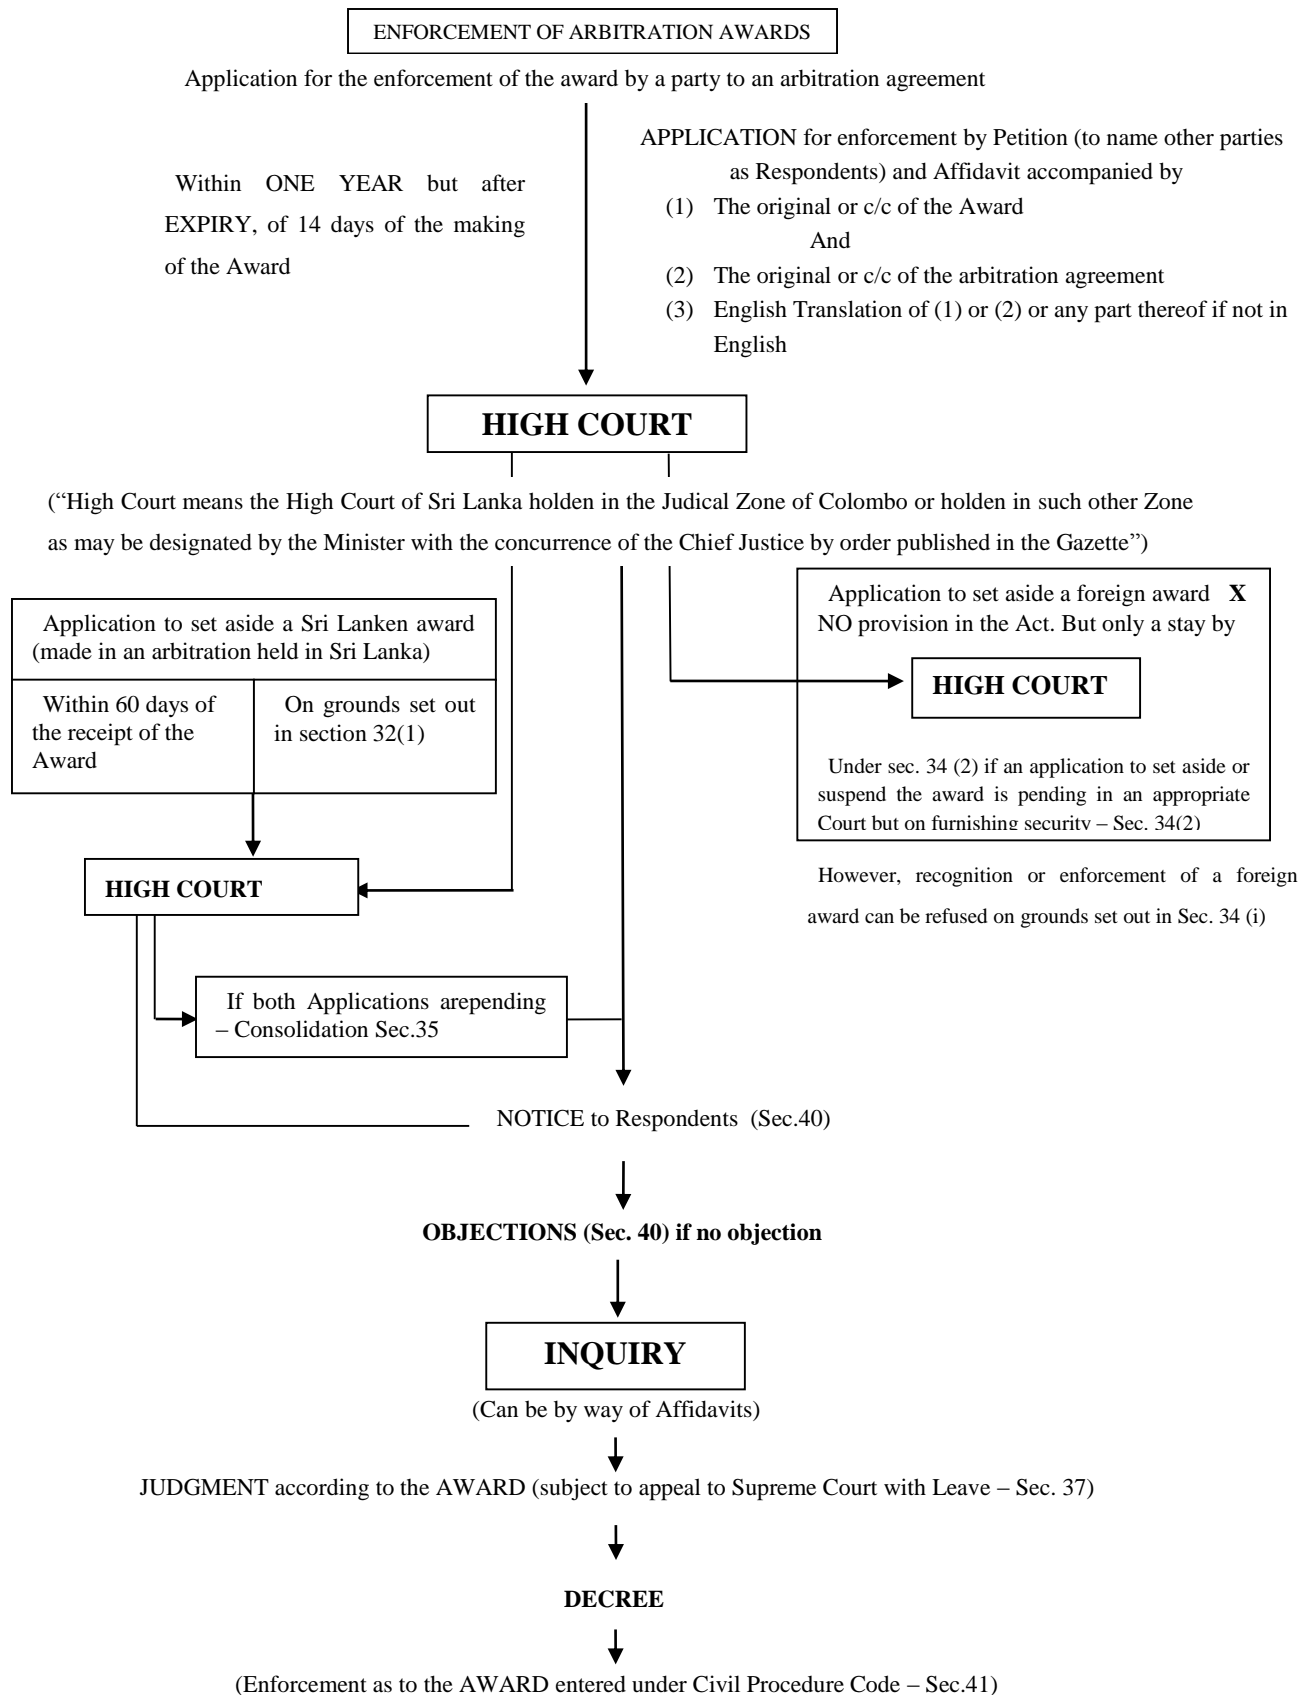 ENFORCEMENT OF ARBITRATION AWARDS
Application for the enforcement of the award by a party to an arbitration agreement
Within ONE YEAR but after
EXPIRY, of 14 days of the making
of the Award
APPLICATION for enforcement by Petition (to name other parties
as Respondents) and Affidavit accompanied by
(1) The original or c/c of the Award
And
(2) The original or c/c of the arbitration agreement
(3) English Translation of (1) or (2) or any part thereof if not in
English
HIGH COURT
(“High Court means the High Court of Sri Lanka holden in the Judical Zone of Colombo or holden in such other Zone
as may be designated by the Minister with the concurrence of the Chief Justice by order published in the Gazette”)
Application to set aside a Sri Lanken award
(made in an arbitration held in Sri Lanka)
Within 60 days of
the receipt of the
Award
On grounds set out
in section 32(1)
Application to set aside a foreign award X
NO provision in the Act. But only a stay by
HIGH COURT
Under sec. 34 (2) if an application to set aside or
suspend the award is pending in an appropriate
Court but on furnishing security – Sec. 34(2)
However, recognition or enforcement of a foreign
award can be refused on grounds set out in Sec. 34 (i)
HIGH COURT
If both Applications arepending
– Consolidation Sec.35
NOTICE to Respondents (Sec.40)
OBJECTIONS (Sec. 40) if no objection
INQUIRY
(Can be by way of Affidavits)
JUDGMENT according to the AWARD (subject to appeal to Supreme Court with Leave – Sec. 37)
DECREE
(Enforcement as to the AWARD entered under Civil Procedure Code – Sec.41)